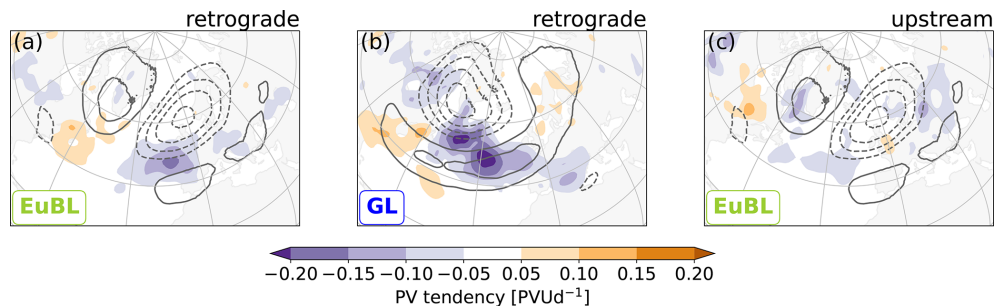 retrograde
retrograde
upstream
(a)
(b)
(c)
EuBL
GL
EuBL
−0.20 −0.15 −0.10 −0.05 0.05 0.10 0.15 0.20
PV tendency [PVUd⁻¹]